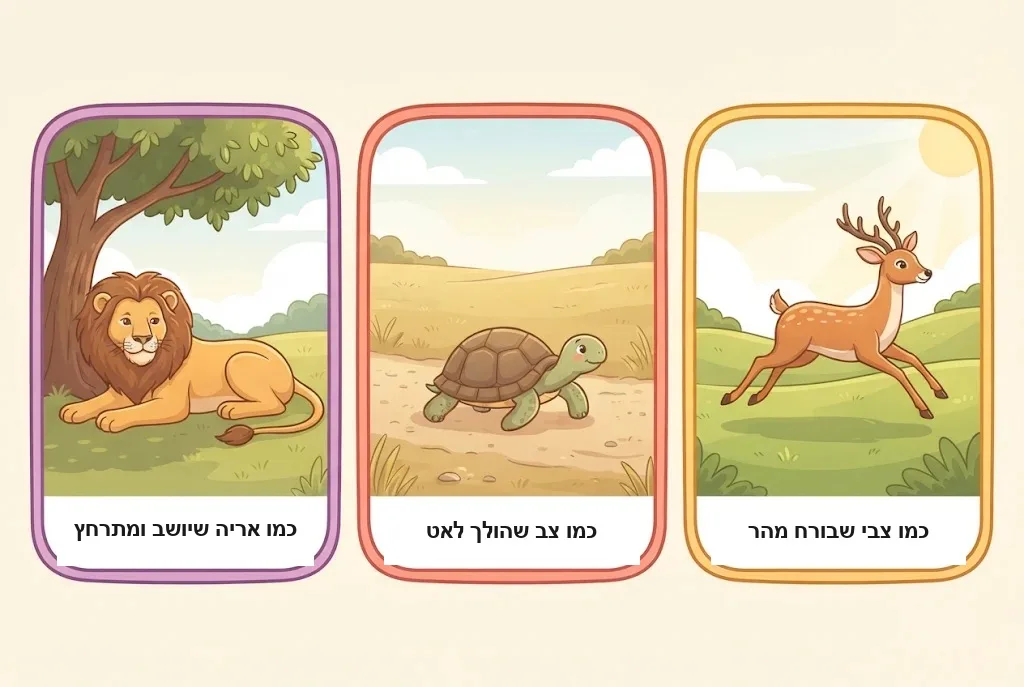 כמו צבי שבורח מהר
כמו צב שהולך לאט
כמו אריה שיושב ומתרחץ